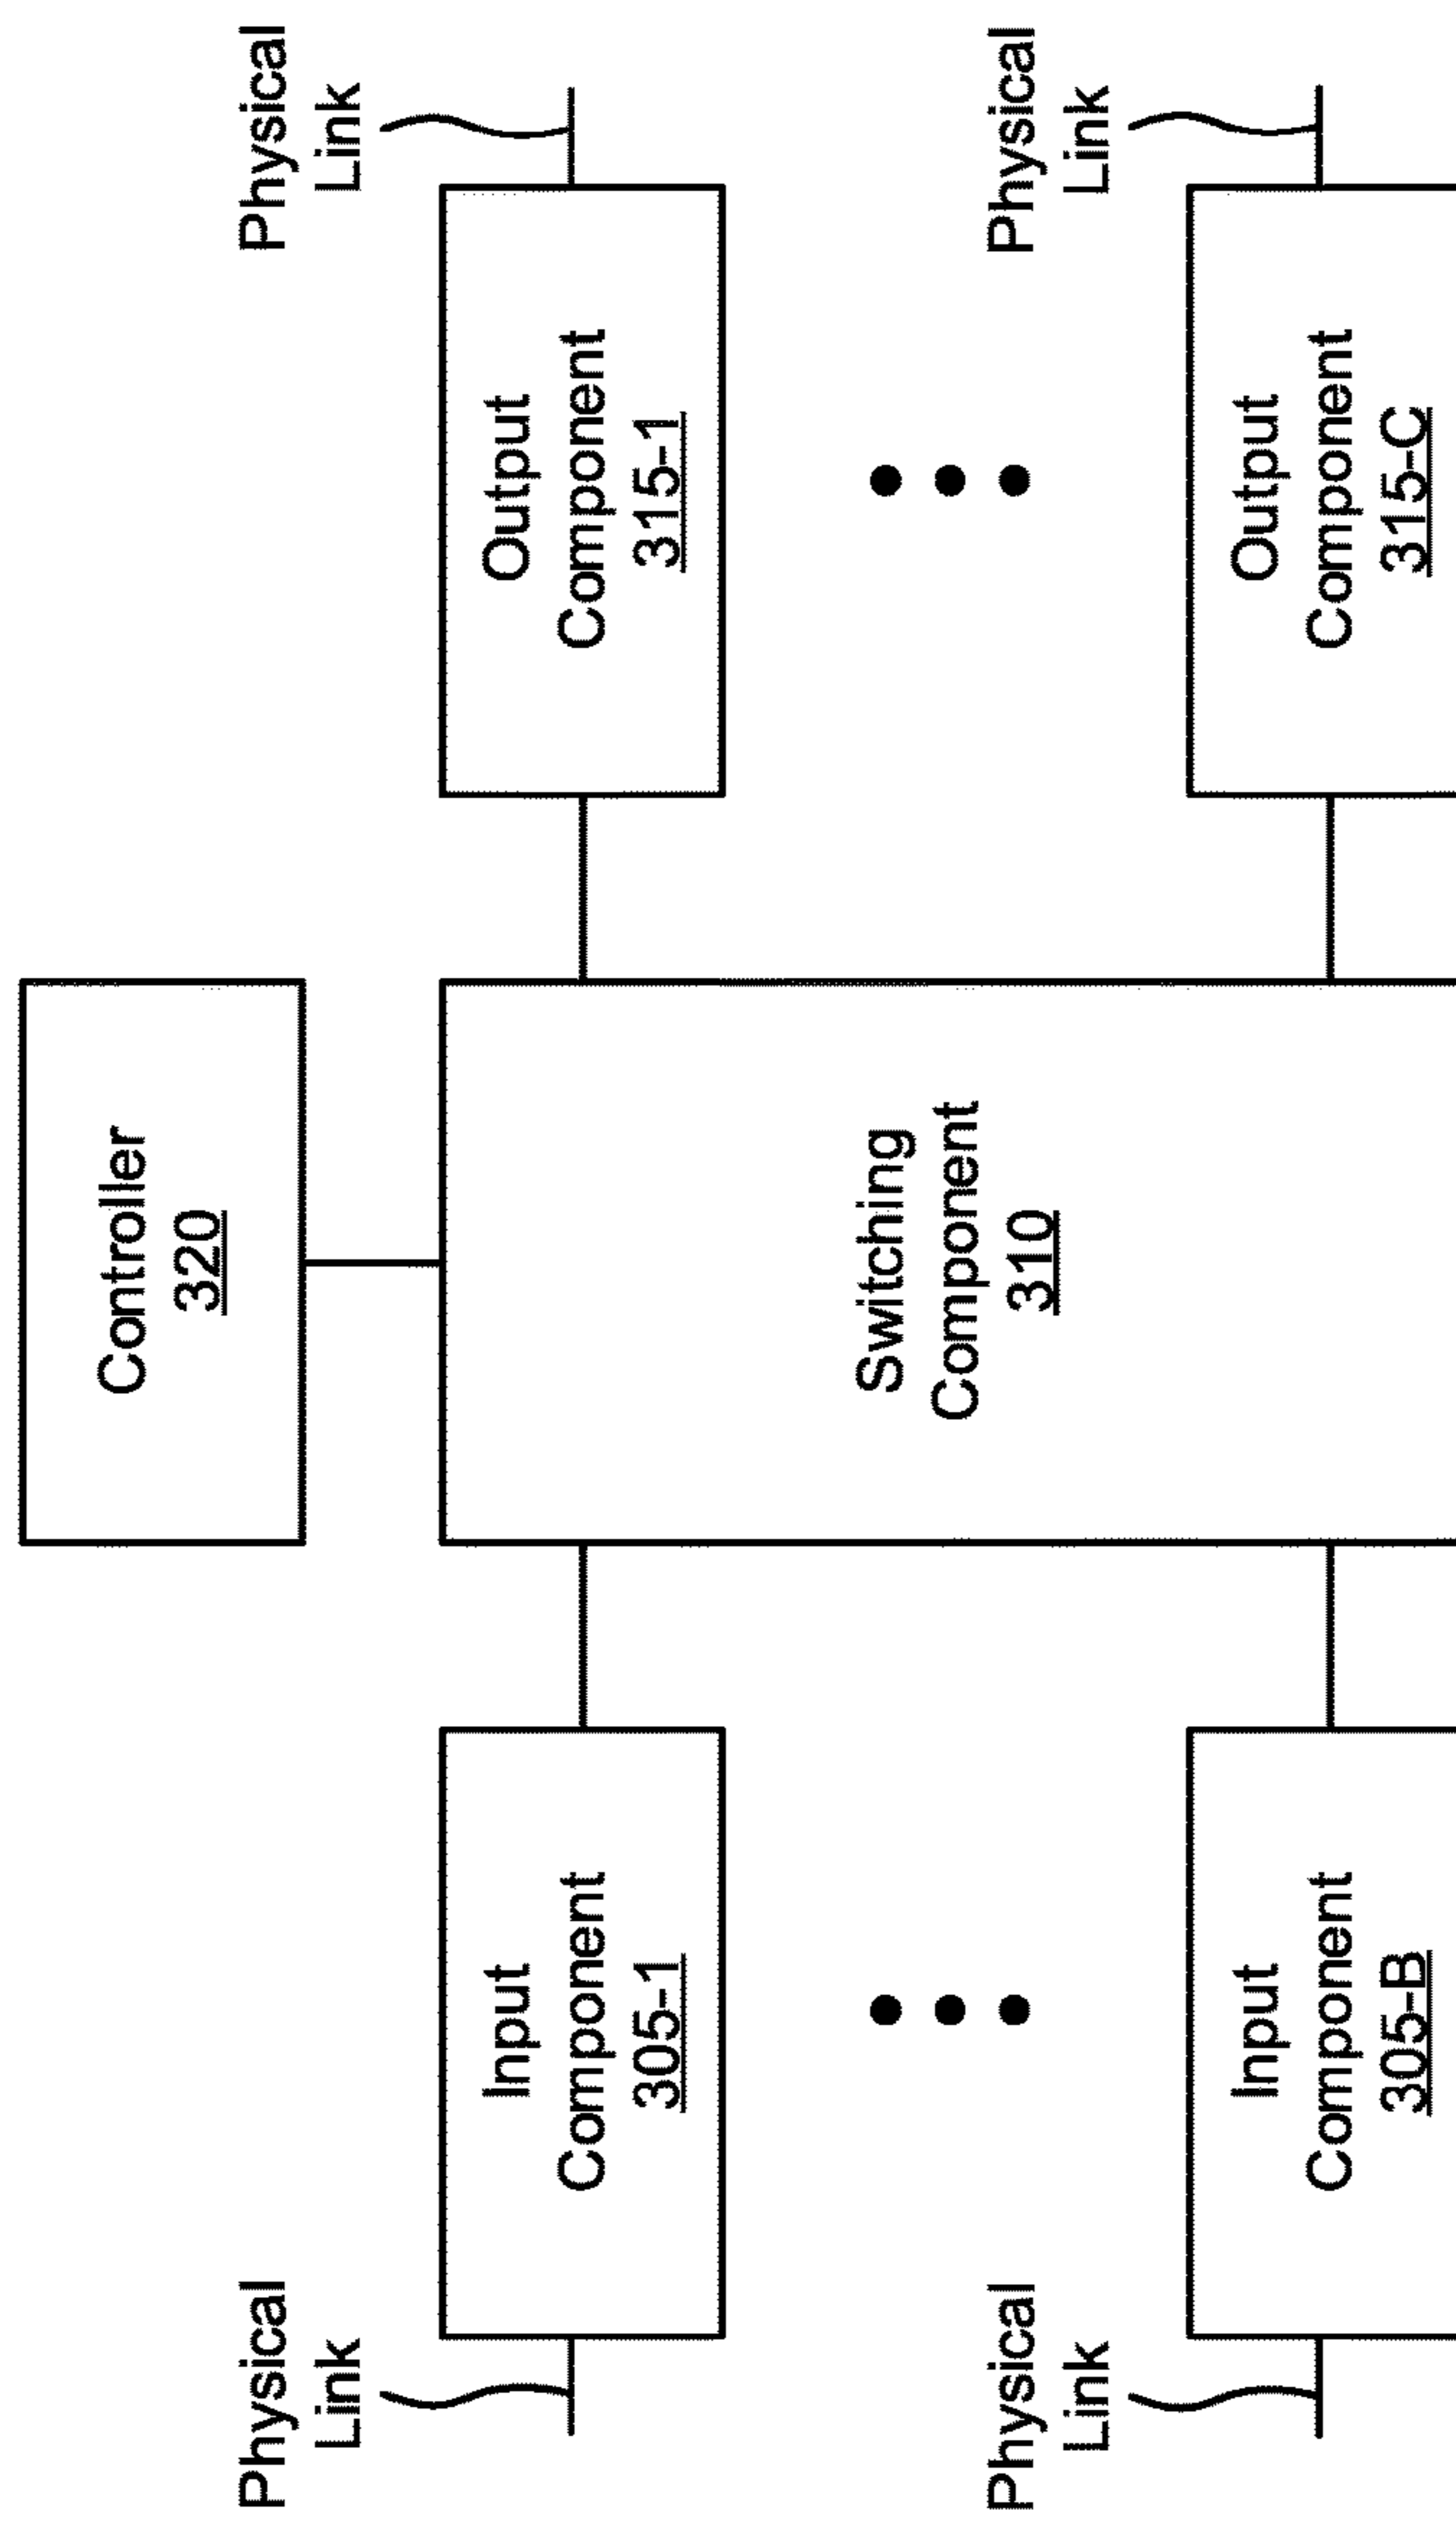 Controller
320
Physical
Link
Input
Component
305-1
Switching
Component
310
Output
Component
315-1
Physical
Link
Physical
Link
Input
Component
305-B
Output
Component
315-C
Physical
Link